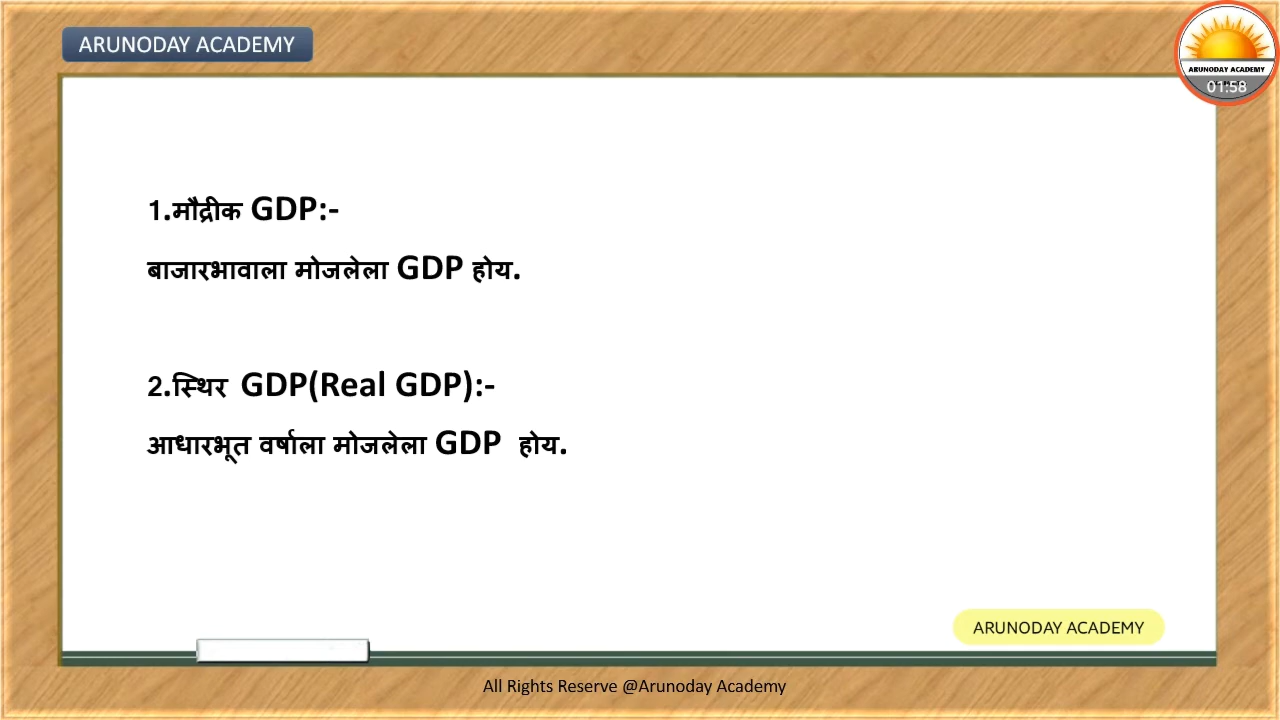 ARUNODAY ACADEMY
ARUNODAY ACADEMY
01:58
1.मौद्रीक GDP:-
बाजारभावाला मोजलेला GDP होय.
2.स्थिर GDP(Real GDP):-
आधारभूत वर्षाला मोजलेला GDP होय.
ARUNODAY ACADEMY
All Rights Reserve @Arunoday Academy